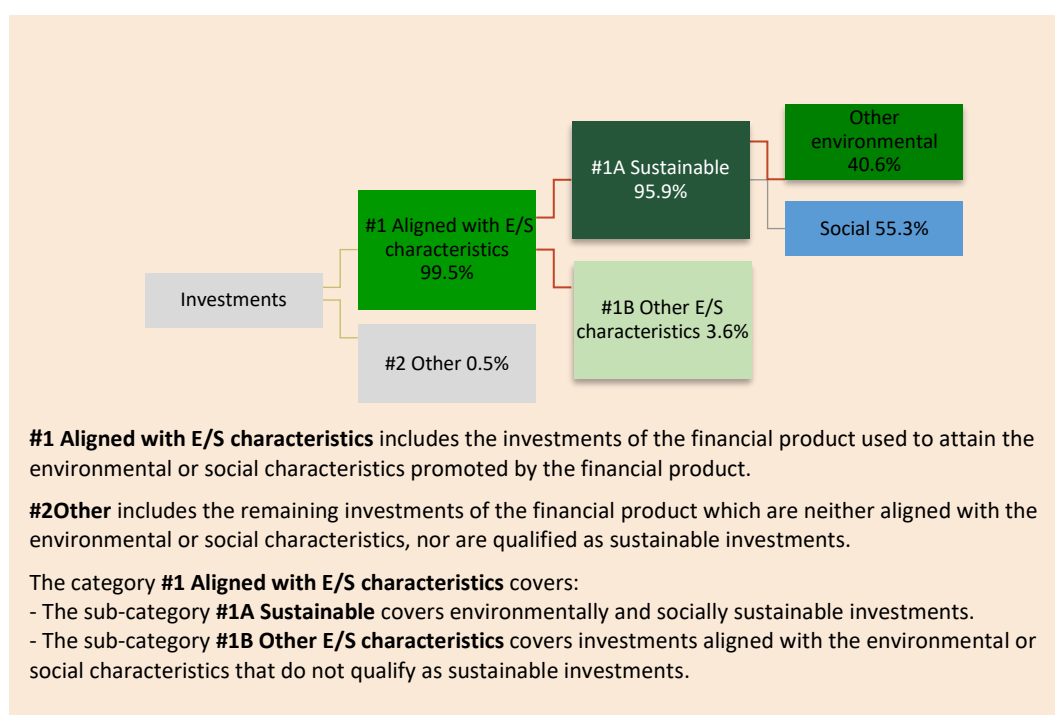 Other
environmental
40.6%
#1A Sustainable
95.9%
Social 55.3%
#1 Aligned with E/S
characteristics
99.5%
Investments
#1B Other E/S
characteristics 3.6%
#2 Other 0.5%
#1 Aligned with E/S characteristics includes the investments of the financial product used to attain the
environmental or social characteristics promoted by the financial product.
#2Other includes the remaining investments of the financial product which are neither aligned with the
environmental or social characteristics, nor are qualified as sustainable investments.
The category #1 Aligned with E/S characteristics covers:
- The sub-category #1A Sustainable covers environmentally and socially sustainable investments.
- The sub-category #1B Other E/S characteristics covers investments aligned with the environmental or
social characteristics that do not qualify as sustainable investments.